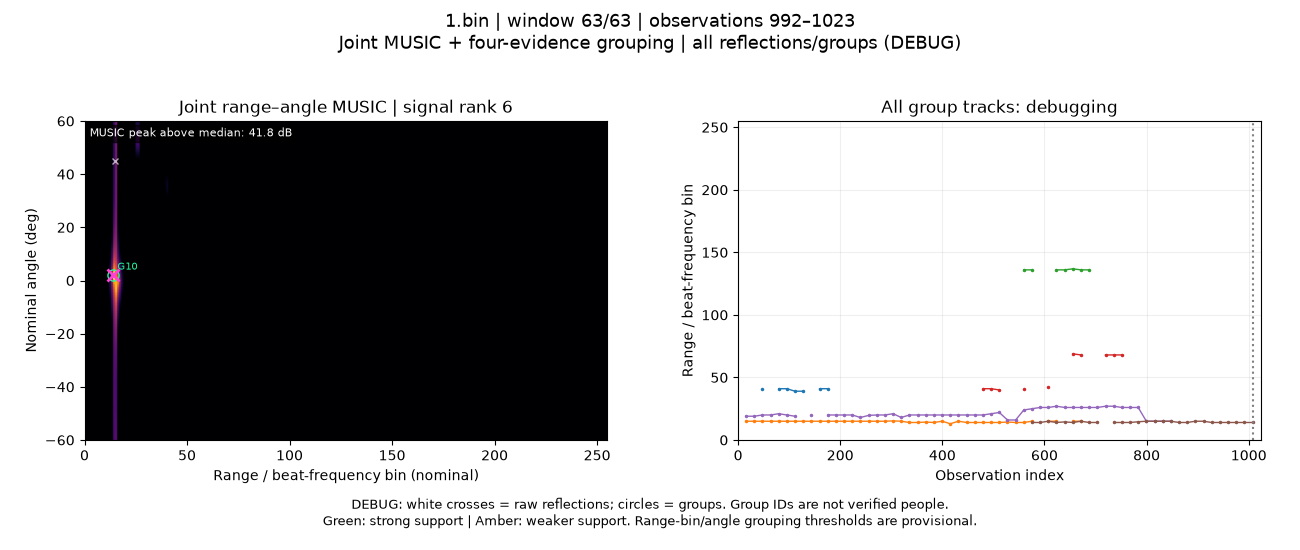 1.bin | window 63/63 | observations 992–1023
Joint MUSIC + four-evidence grouping | all reflections/groups (DEBUG)
Joint range–angle MUSIC | signal rank 6
MUSIC peak above median: 41.8 dB
G10
60
40
20
0
−20
−40
−60
Nominal angle (deg)
0
50
100
150
200
250
Range / beat-frequency bin (nominal)
All group tracks: debugging
250
200
150
100
50
0
Range / beat-frequency bin
0
200
400
600
800
1000
Observation index
DEBUG: white crosses = raw reflections; circles = groups. Group IDs are not verified people.
Green: strong support | Amber: weaker support. Range-bin/angle grouping thresholds are provisional.